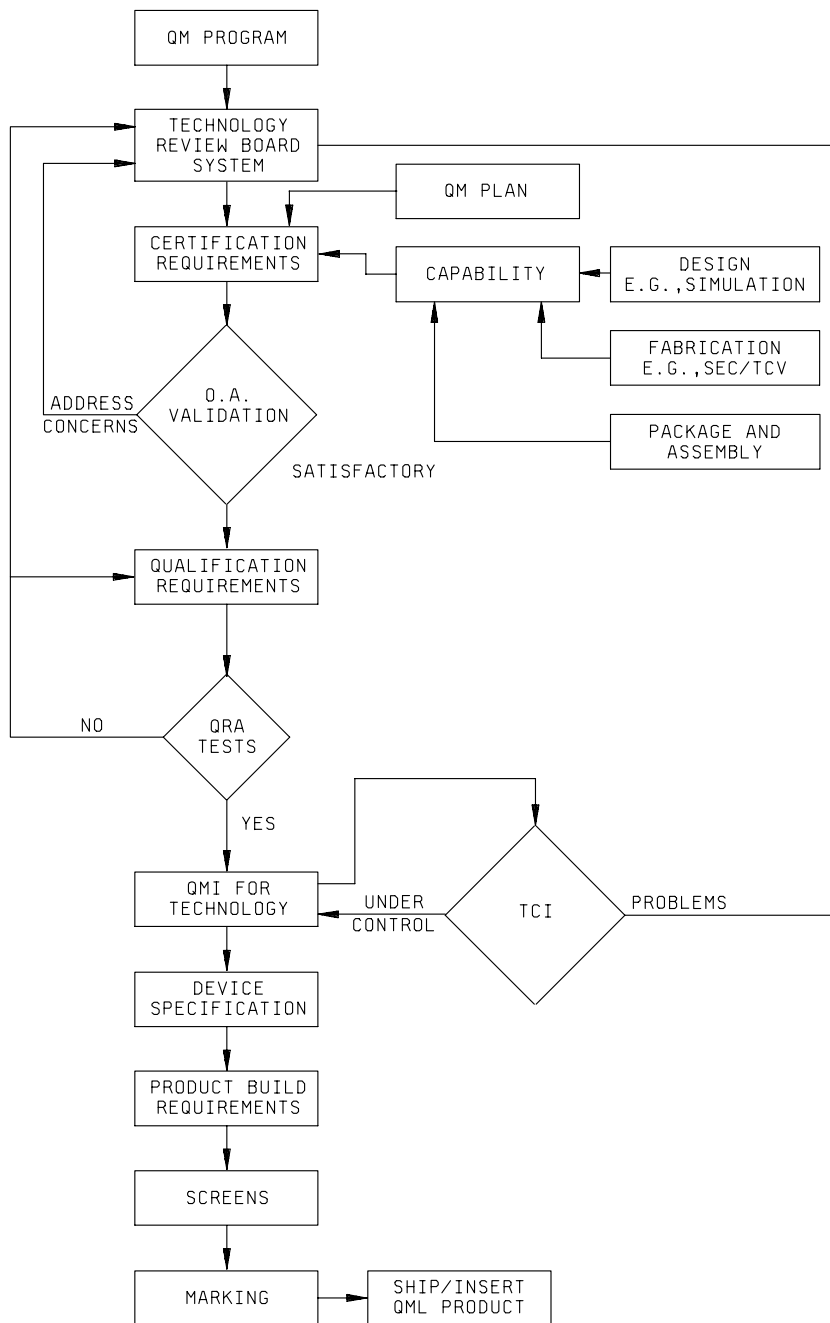 QM PROGRAM
TECHNOLOGY
REVIEW BOARD
SYSTEM
QM PLAN
CERTIFICATION
REQUIREMENTS
CAPABILITY
DESIGN
E.G.,SIMULATION
FABRICATION
E.G.,SEC/TCV
O.A.
VALIDATION
ADDRESS
CONCERNS
PACKAGE AND
ASSEMBLY
SATISFACTORY
QUALIFICATION
REQUIREMENTS
NO
QRA
TESTS
YES
QMI FOR
TECHNOLOGY
UNDER
CONTROL
TCI
PROBLEMS
DEVICE
SPECIFICATION
PRODUCT BUILD
REQUIREMENTS
SCREENS
MARKING
SHIP/INSERT
QML PRODUCT